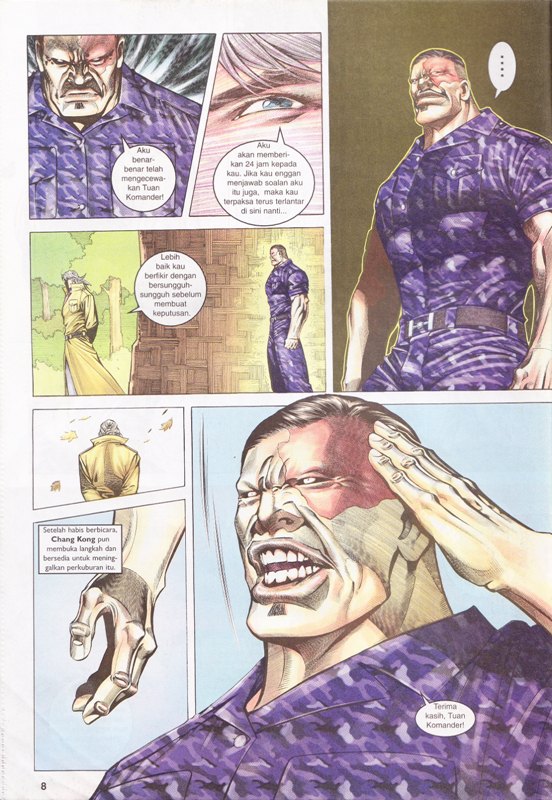 Aku
benar-
benar telah
mengecewa-
kan Tuan
Komander!
Aku
akan memberi-
kan 24 jam kepada
kau. Jika kau enggan
menjawab soalan aku
itu juga, maka kau
terpaksa terus terlantar
di sini nanti...
....
Lebih
baik kau
berfikir dengan
bersungguh-
sungguh sebelum
membuat
keputusan.
Setelah habis berbicara,
Chang Kong pun
membuka langkah dan
bersedia untuk mening-
galkan perkuburan itu.
Terima
kasih, Tuan
Komander!
8